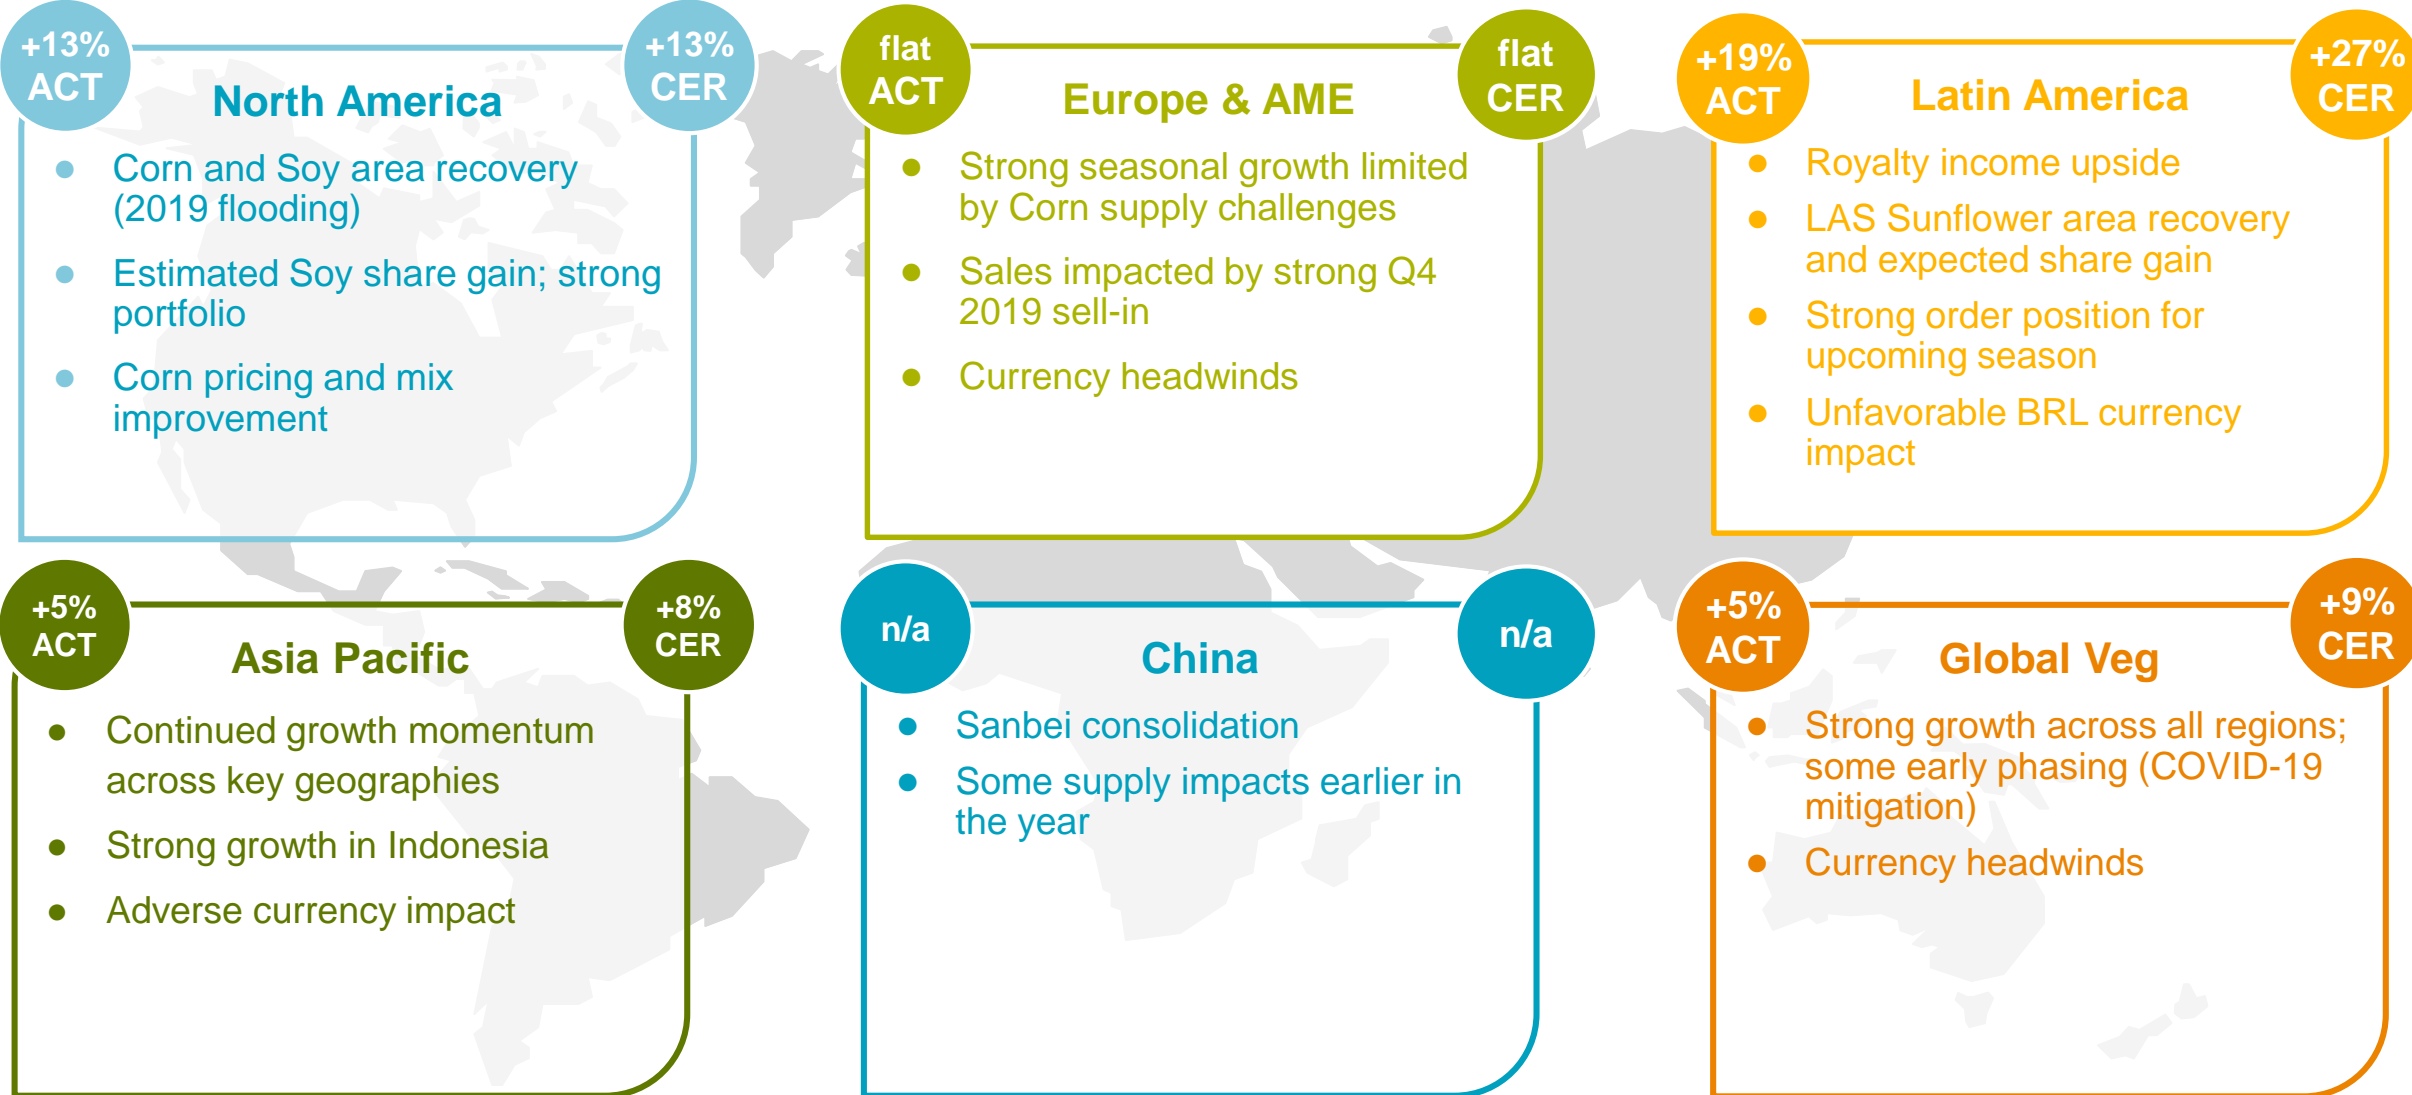 +13%
ACT
North America
+13%
CER
Corn and Soy area recovery
(2019 flooding)
Estimated Soy share gain; strong
portfolio
Corn pricing and mix
improvement
flat
ACT
Europe & AME
flat
CER
Strong seasonal growth limited
by Corn supply challenges
Sales impacted by strong Q4
2019 sell-in
Currency headwinds
+19%
ACT
Latin America
+27%
CER
Royalty income upside
LAS Sunflower area recovery
and expected share gain
Strong order position for
upcoming season
Unfavorable BRL currency
impact
+5%
ACT
Asia Pacific
+8%
CER
Continued growth momentum
across key geographies
Strong growth in Indonesia
Adverse currency impact
n/a
China
n/a
Sanbei consolidation
Some supply impacts earlier in
the year
+5%
ACT
Global Veg
+9%
CER
Strong growth across all regions;
some early phasing (COVID-19
mitigation)
Currency headwinds